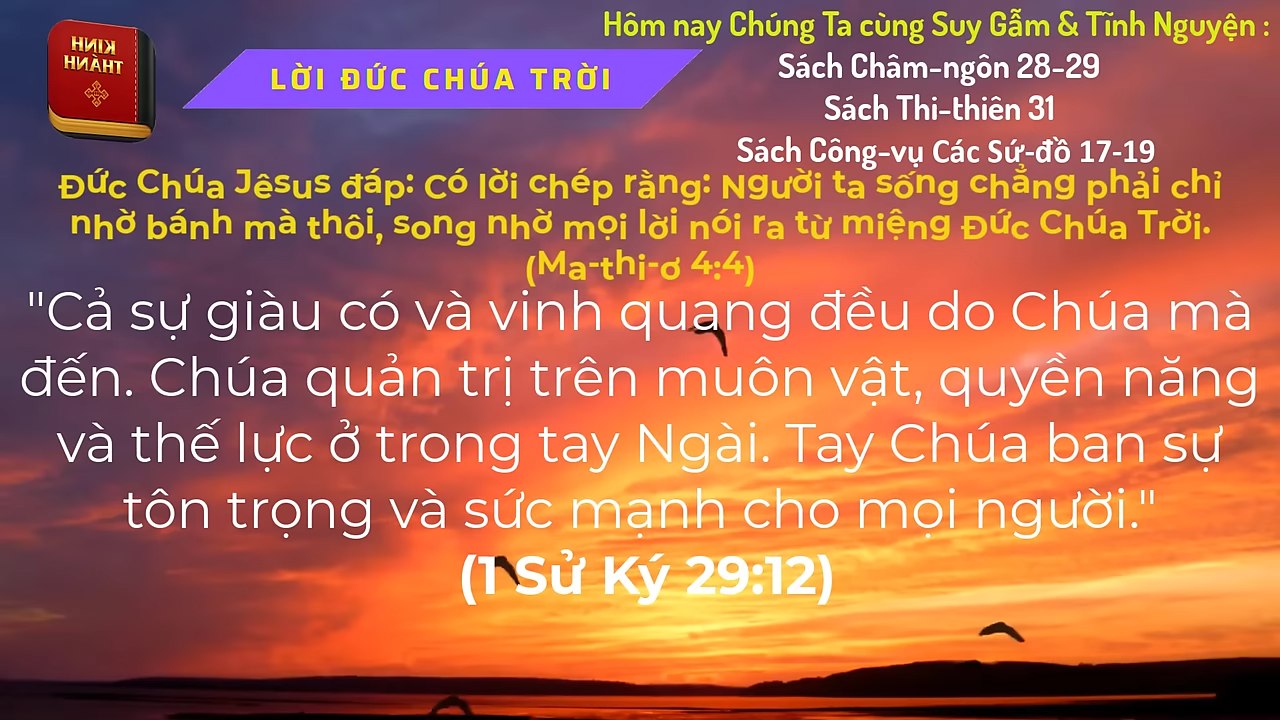 KINH
THÁNH
LỜI ĐỨC CHÚA TRỜI
Hôm nay Chúng Ta cùng Suy Gẫm & Tĩnh Nguyện :
Sách Châm-ngôn 28-29
Sách Thi-thiên 31
Sách Công-vụ Các Sứ-đồ 17-19
Đức Chúa Jêsus đáp: Có lời chép rằng: Người ta sống chẳng phải chỉ
nhờ bánh mà thôi, song nhờ mọi lời nói ra từ miệng Đức Chúa Trời.
(Ma-thi-ơ 4:4)
"Cả sự giàu có và vinh quang đều do Chúa mà
đến. Chúa quản trị trên muôn vật, quyền năng
và thế lực ở trong tay Ngài. Tay Chúa ban sự
tôn trọng và sức mạnh cho mọi người."
(1 Sử Ký 29:12)